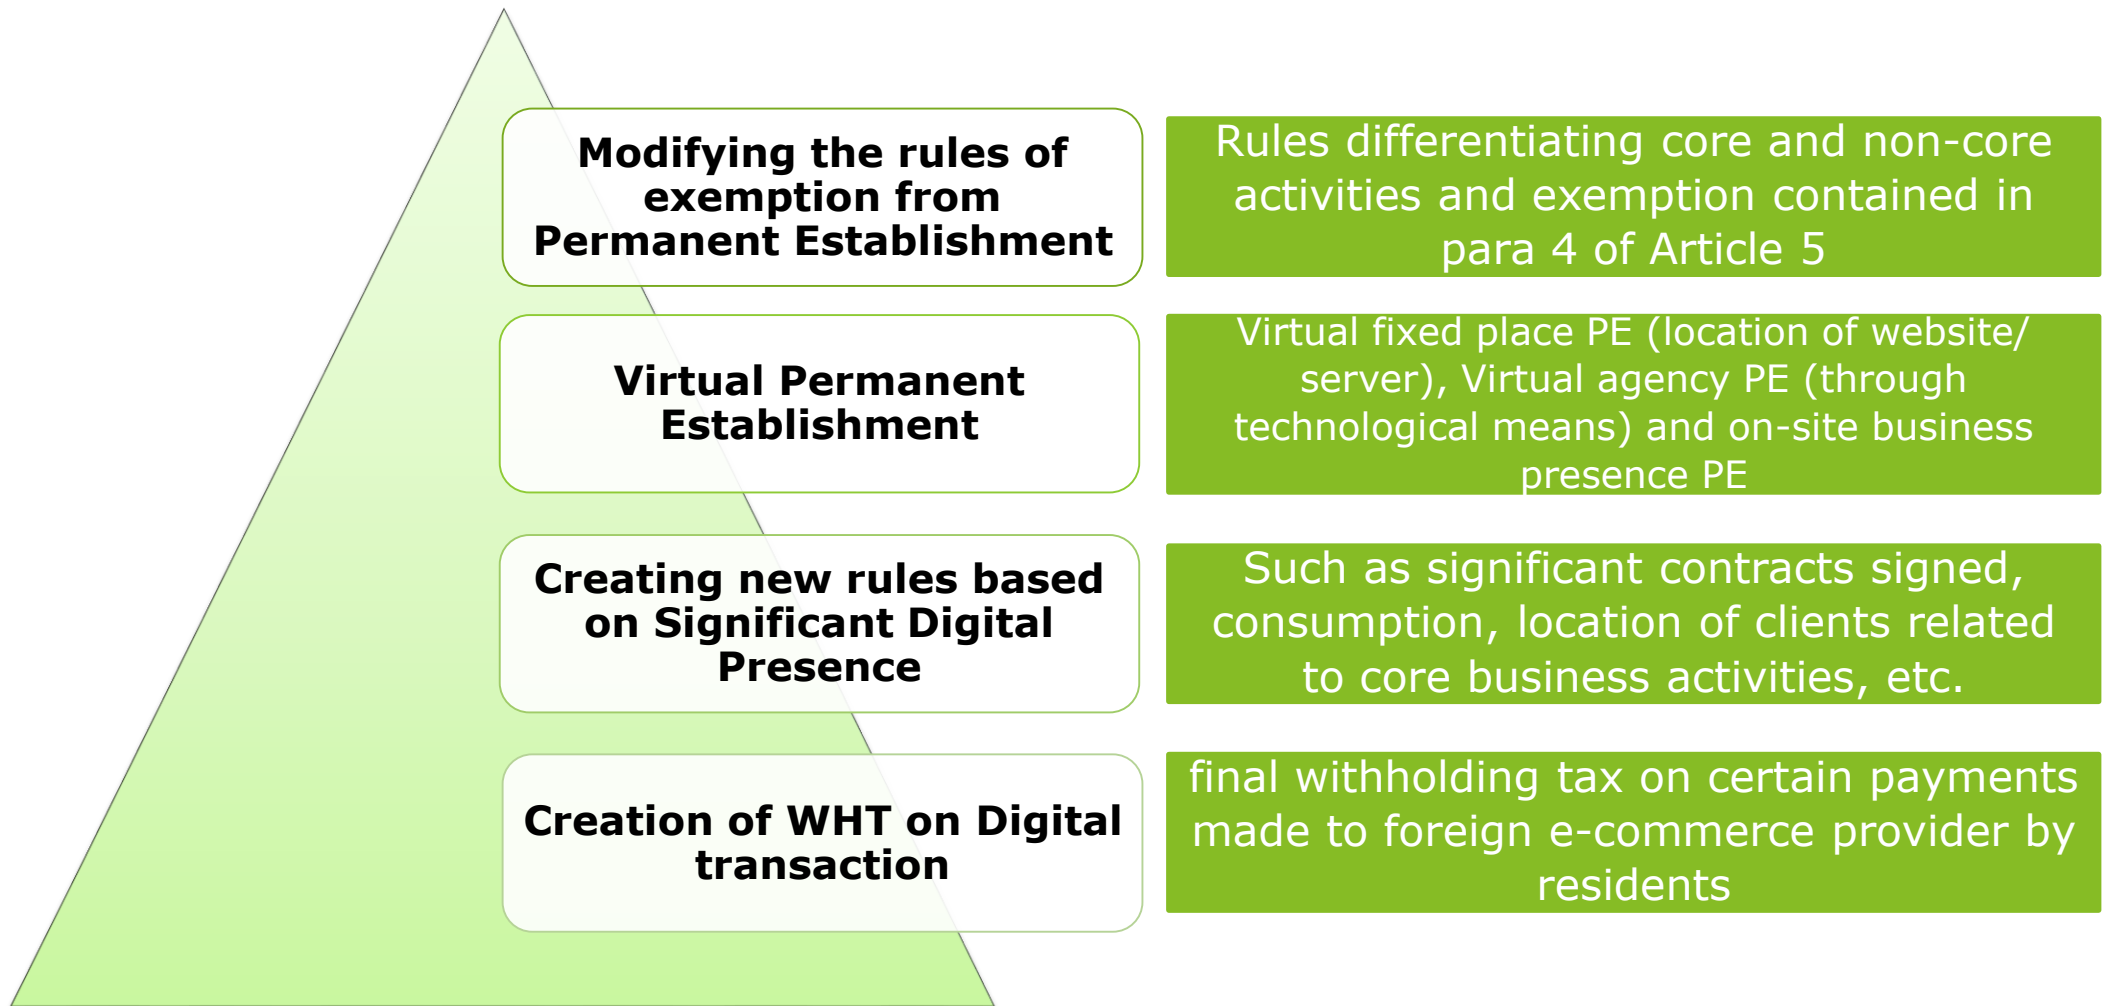 Modifying the rules of
exemption from
Permanent Establishment
Rules differentiating core and non-core
activities and exemption contained in
para 4 of Article 5
Virtual Permanent
Establishment
Virtual fixed place PE (location of website/
server), Virtual agency PE (through
technological means) and on-site business
presence PE
Creating new rules based
on Significant Digital
Presence
Such as significant contracts signed,
consumption, location of clients related
to core business activities, etc.
Creation of WHT on Digital
transaction
final withholding tax on certain payments
made to foreign e-commerce provider by
residents